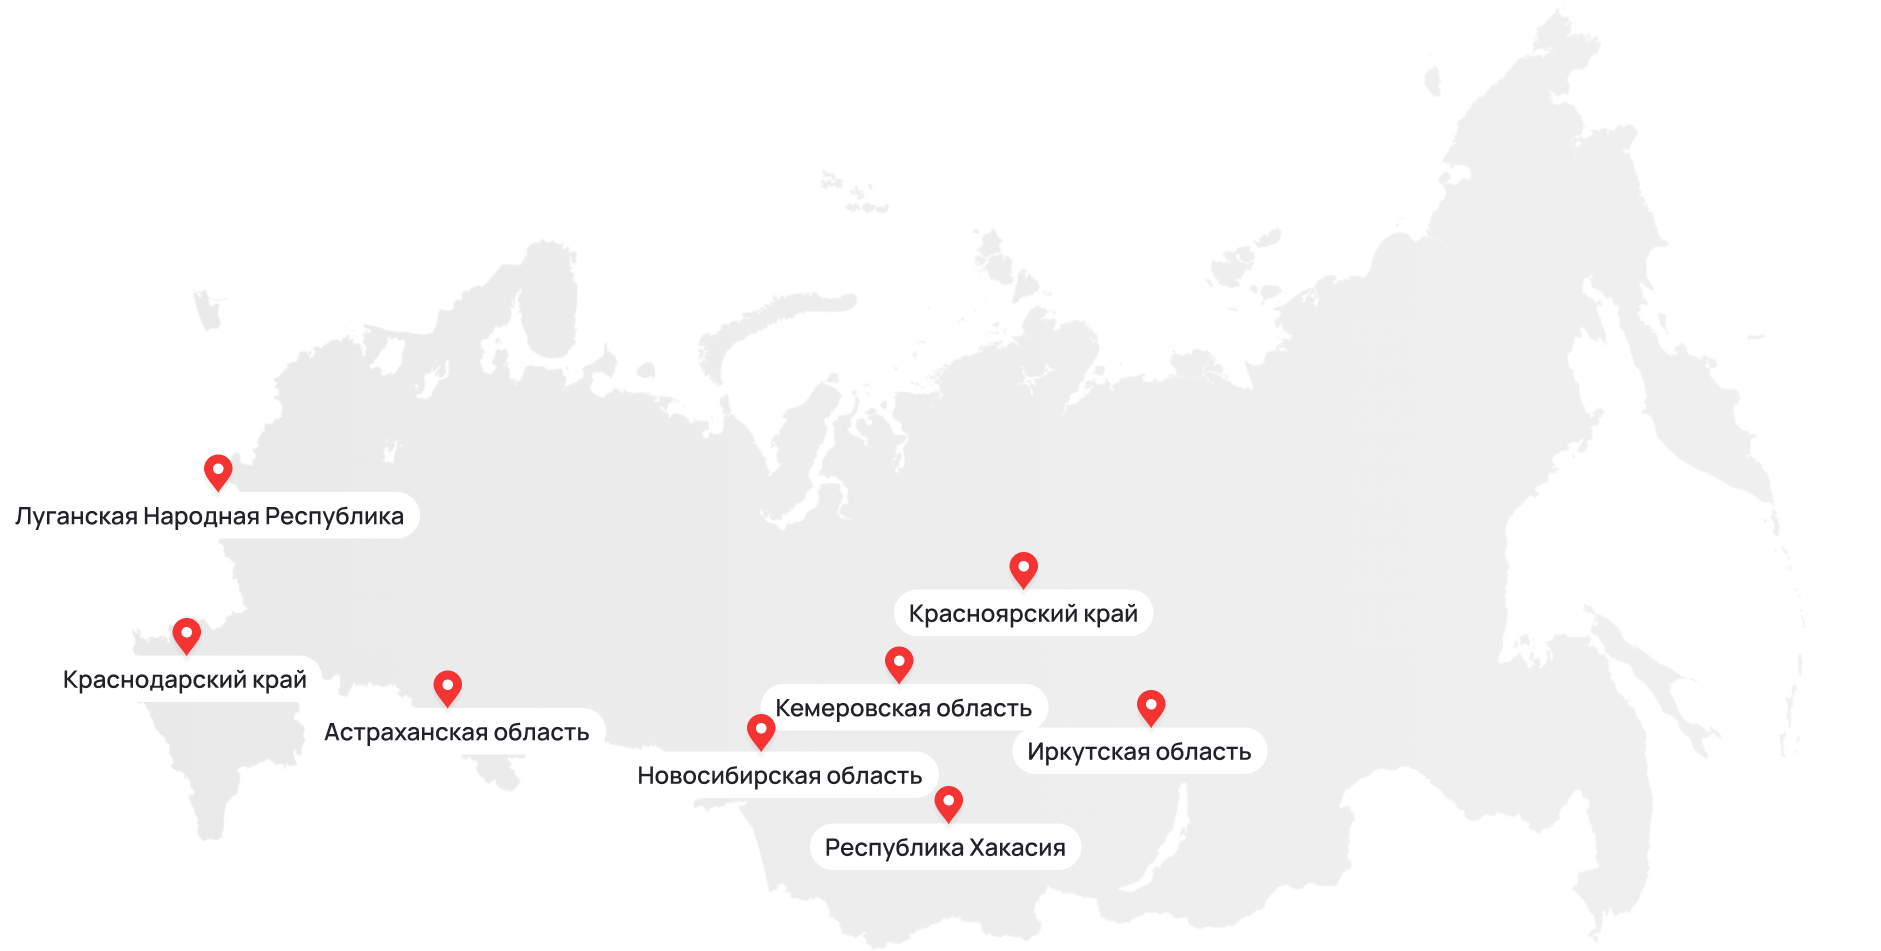 Луганская Народная Республика
Красноярский край
Краснодарский край
Кемеровская область
Астраханская область
Иркутская область
Новосибирская область
Республика Хакасия